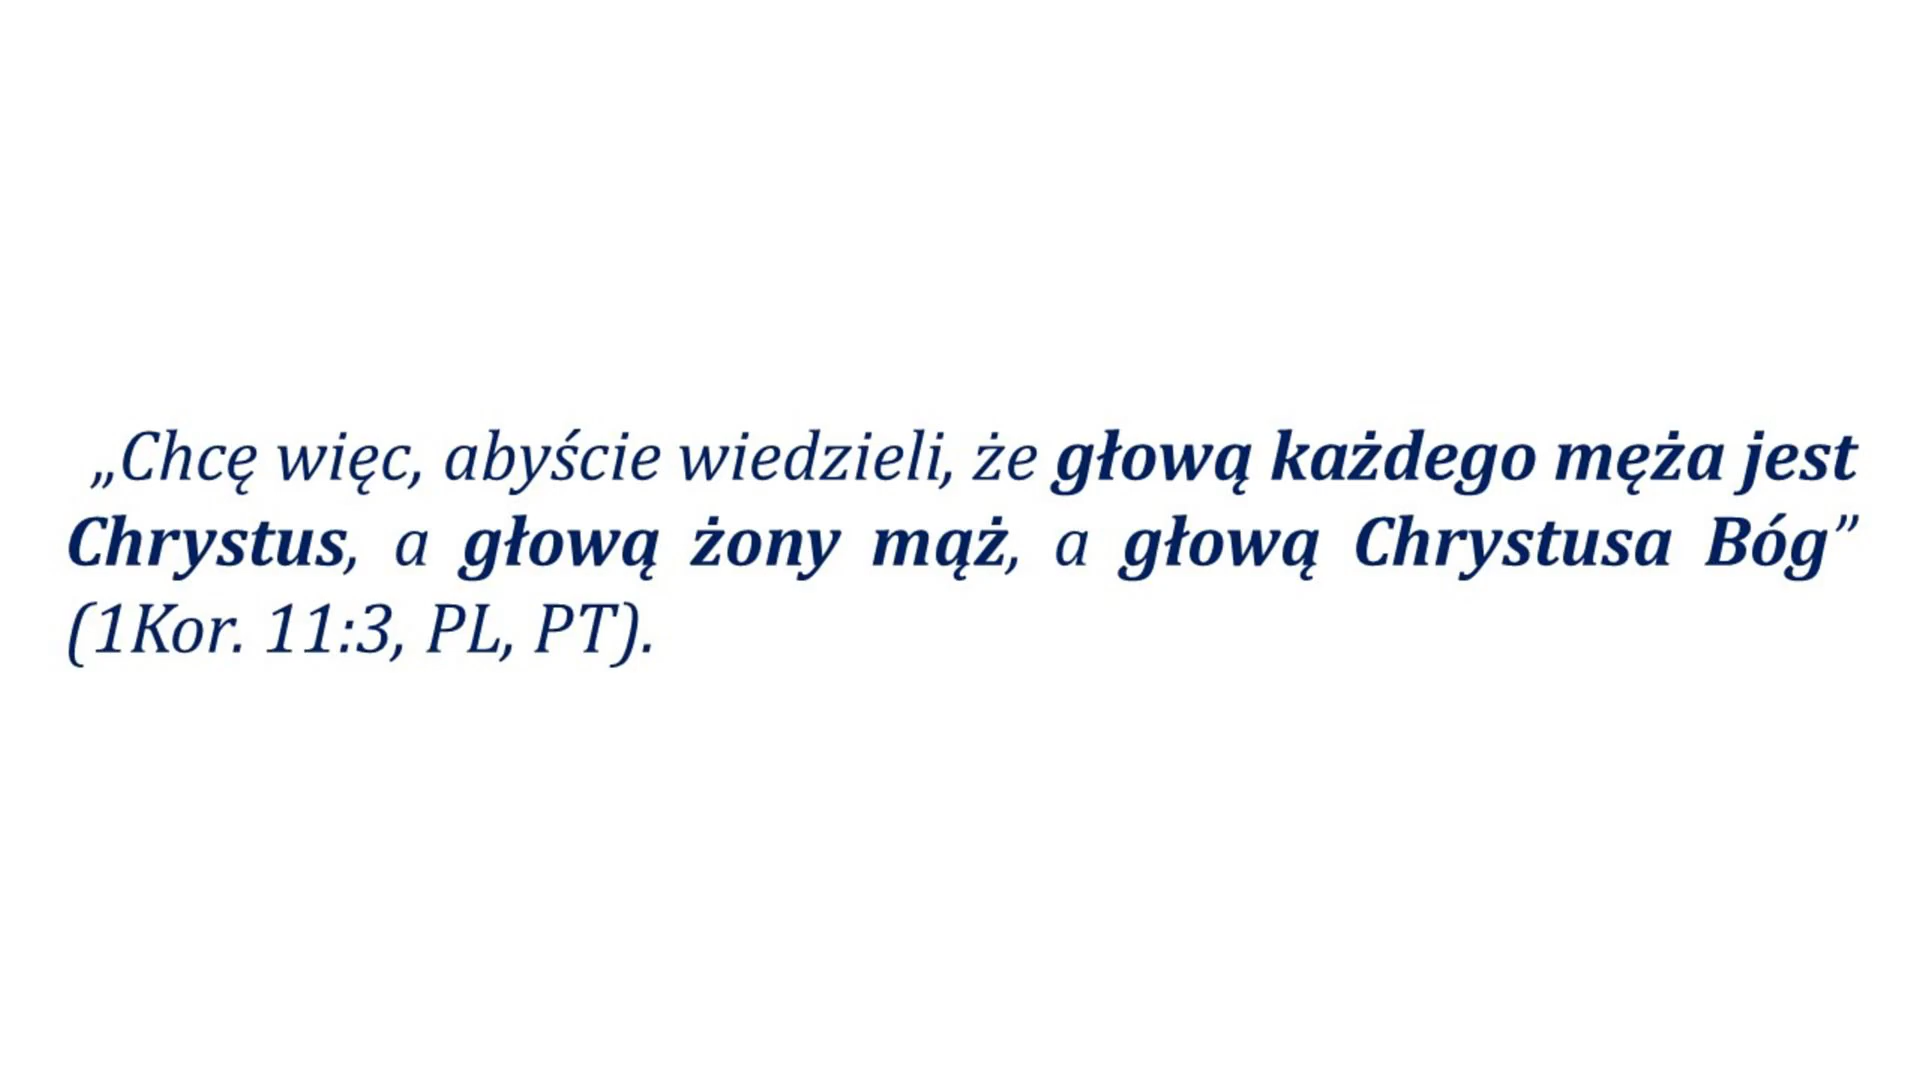 „Chcę więc, abyście wiedzieli, że głową każdego męża jest
Chrystus, a głową żony mąż, a głową Chrystusa Bóg”
(1Kor. 11:3, PL, PT).